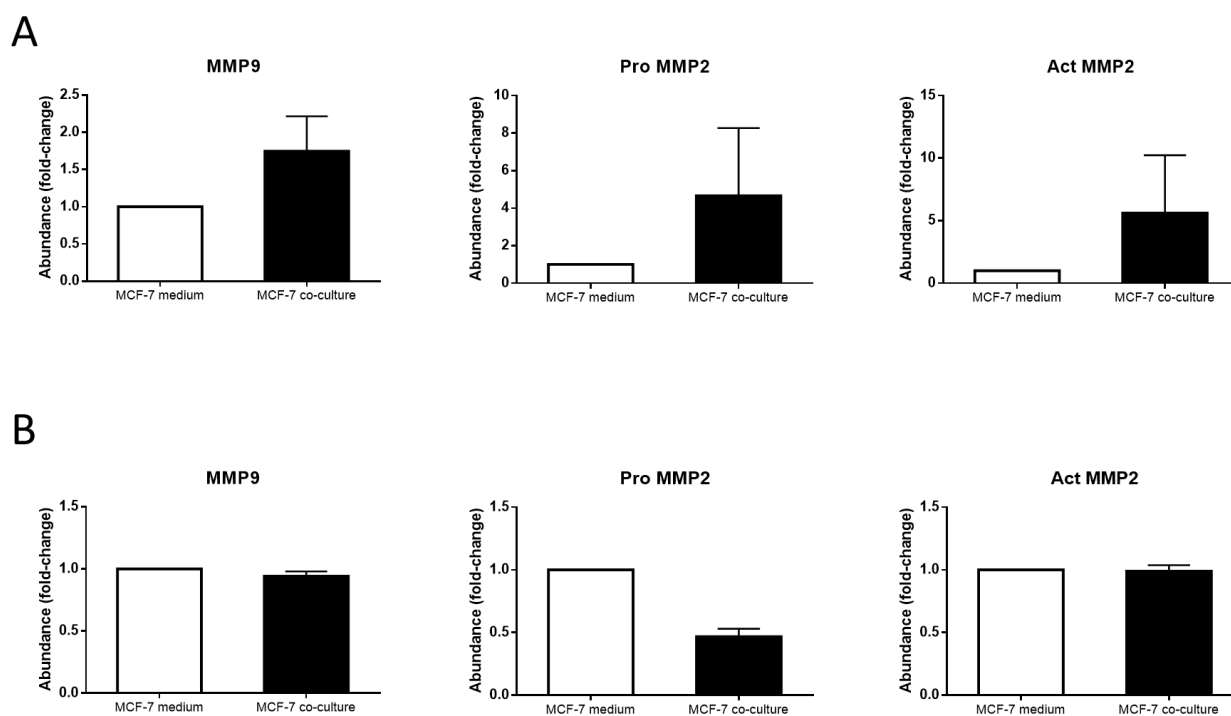 A
MMP9
Abundance (fold-change)
2.5
2.0
1.5
1.0
0.5
0.0
MCF-7 medium
MCF-7 co-culture
Pro MMP2
Abundance (fold-change)
10
8
6
4
2
0
MCF-7 medium
MCF-7 co-culture
Act MMP2
Abundance (fold-change)
15
10
5
0
MCF-7 medium
MCF-7 co-culture
B
MMP9
Abundance (fold-change)
1.5
1.0
0.5
0.0
MCF-7 medium
MCF-7 co-culture
Pro MMP2
Abundance (fold-change)
1.5
1.0
0.5
0.0
MCF-7 medium
MCF-7 co-culture
Act MMP2
Abundance (fold-change)
1.5
1.0
0.5
0.0
MCF-7 medium
MCF-7 co-culture